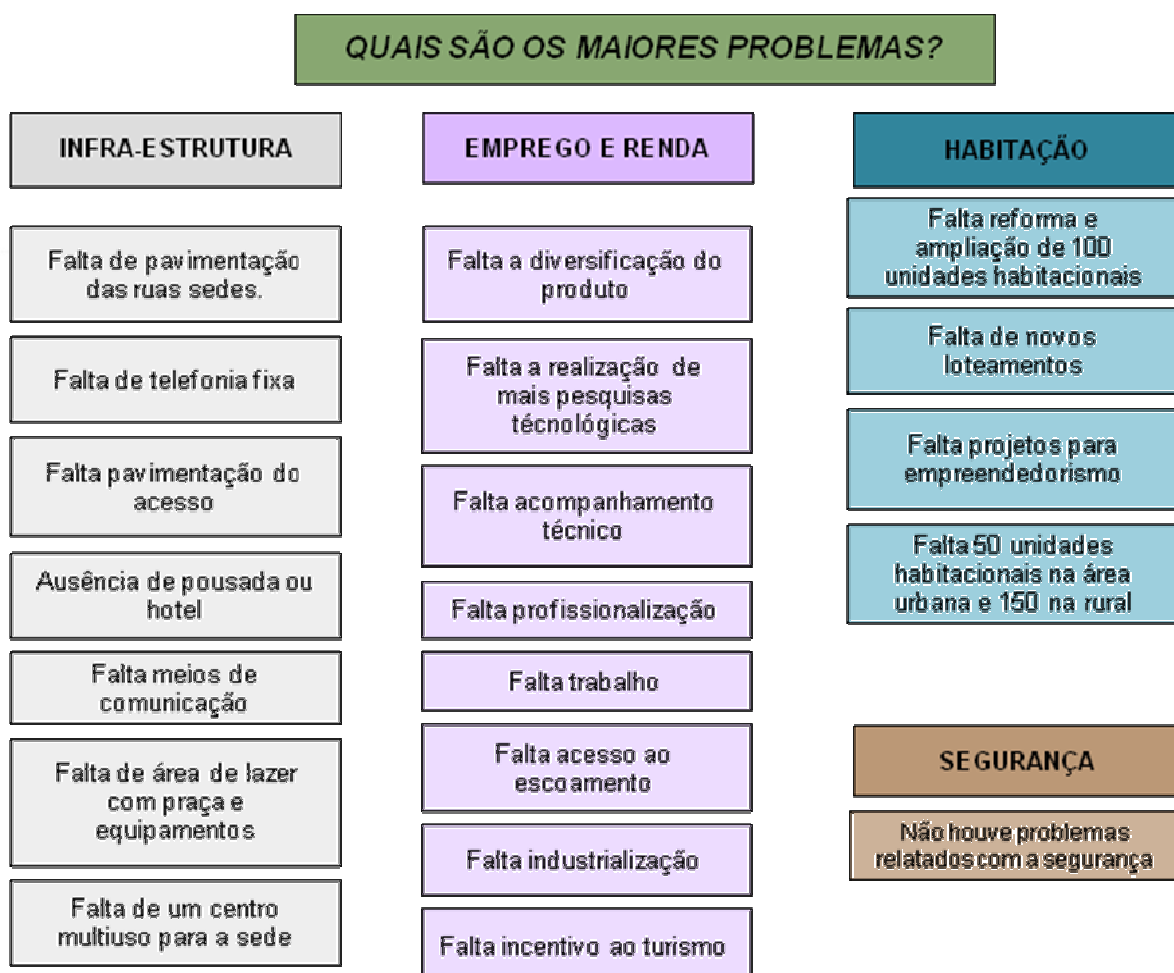 QUAIS SÃO OS MAIORES PROBLEMAS?
INFRA-ESTRUTURA
Falta de pavimentação
das ruas sedes.
Falta de telefonia fixa
Falta pavimentação do
acesso
Ausência de pousada ou
hotel
Falta meios de
comunicação
Falta de área de lazer
com praça e
equipamentos
Falta de um centro
multiuso para a sede
EMPREGO E RENDA
Falta a diversificação do
produto
Falta a realização de
mais pesquisas
técnológicas
Falta acompanhamento
técnico
Falta profissionalização
Falta trabalho
Falta acesso ao
escoamento
Falta industrialização
Falta incentivo ao turismo
HABITAÇÃO
Falta reforma e
ampliação de 100
unidades habitacionais
Falta de novos
loteamentos
Falta projetos para
empreendedorismo
Falta 50 unidades
habitacionais na área
urbana e 150 na rural
SEGURANÇA
Não houve problemas
relatados com a segurança